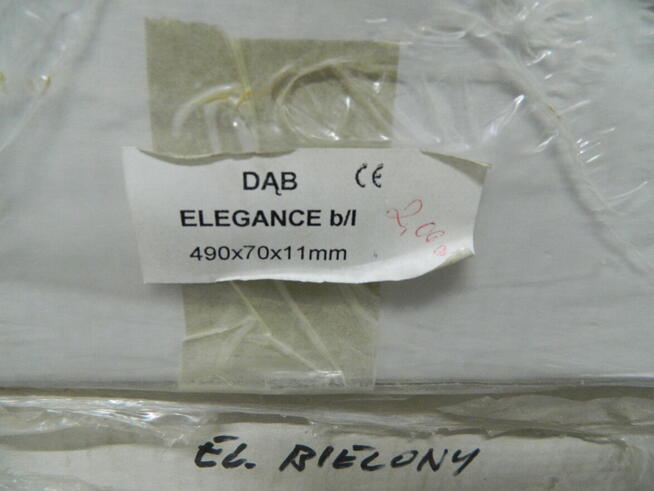 DĄB CE
ELEGANCE b/l
490x70x11mm
EL. BIELONY